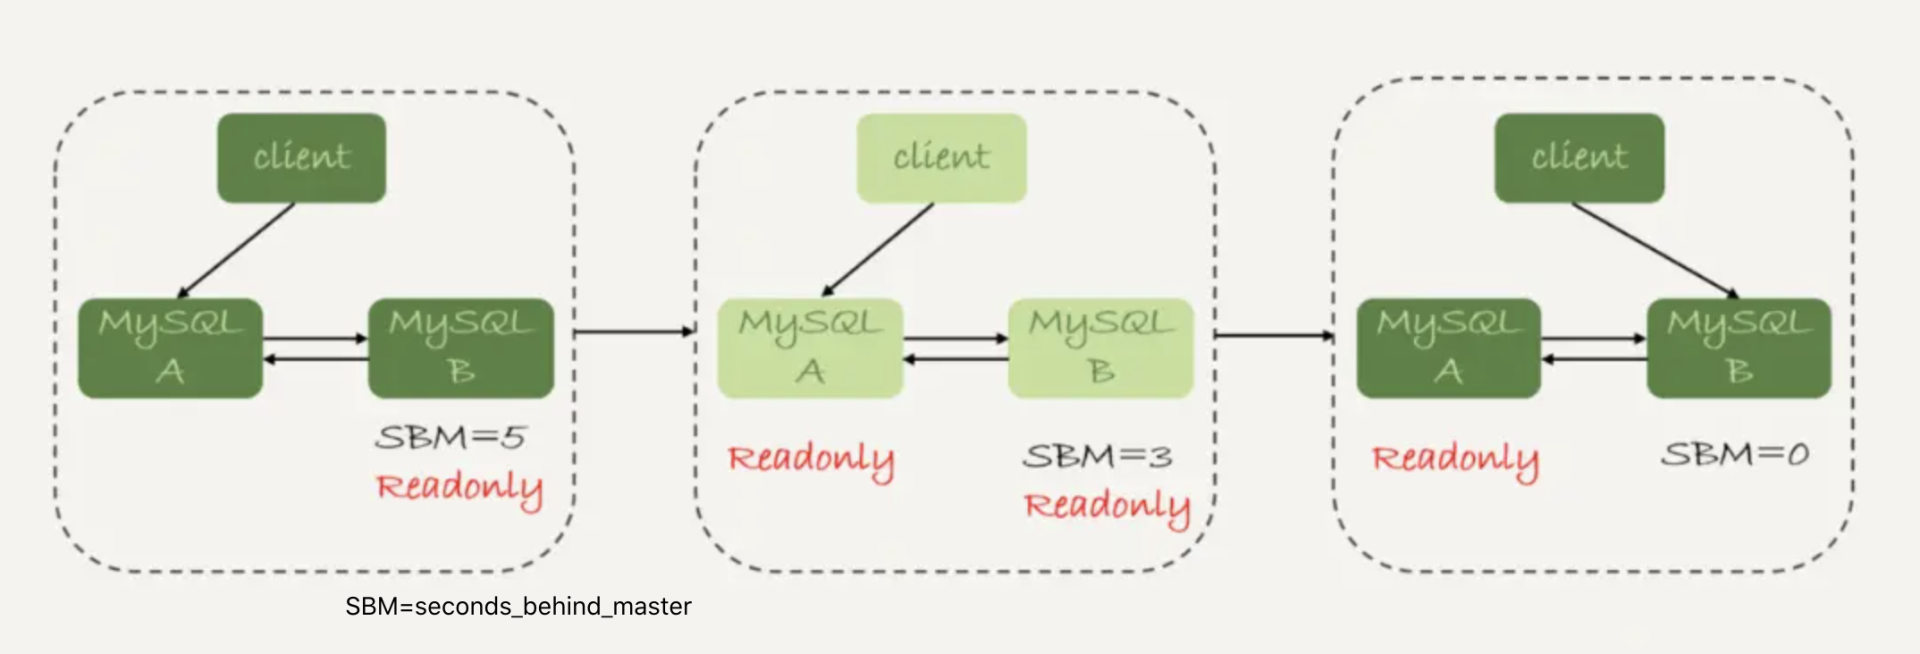 client
MySQL
A
MySQL
B
SBM=5
Readonly
client
MySQL
A
MySQL
B
Readonly
SBM=3
Readonly
client
MySQL
A
MySQL
B
Readonly
SBM=0
SBM=seconds_behind_master